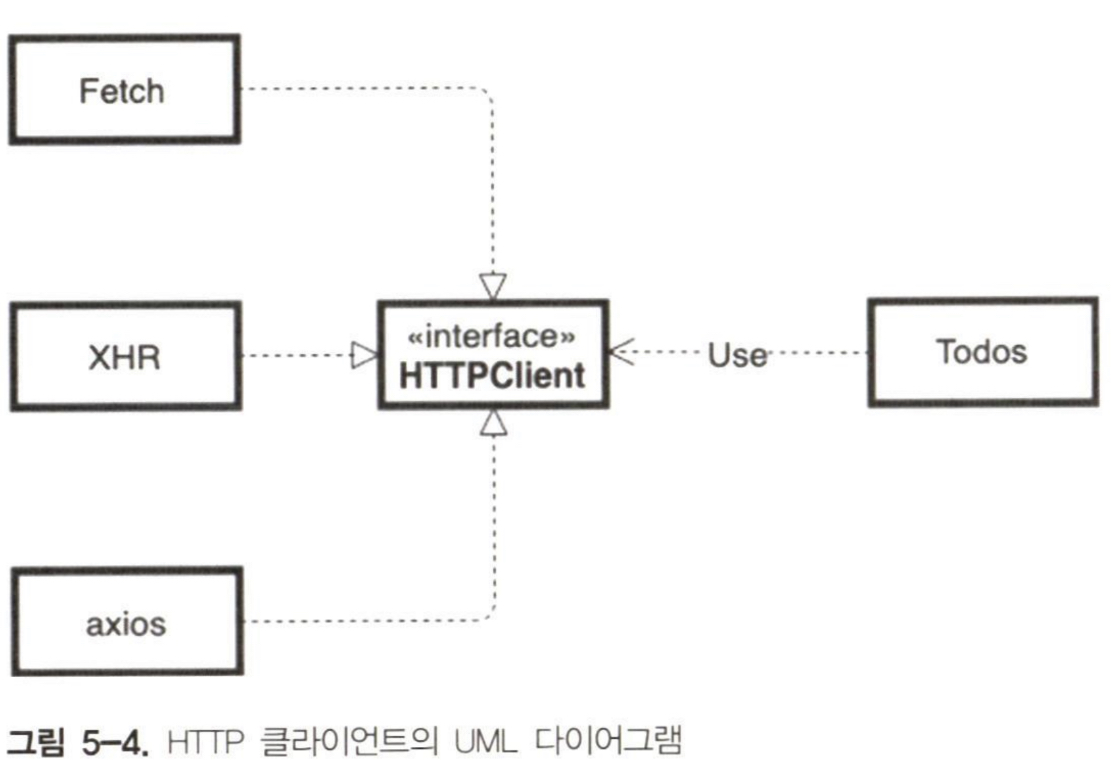 Fetch
XHR
«interface»
HTTPClient
Use
Todos
axios
그림 5-4. HTTP 클라이언트의 UML 다이어그램